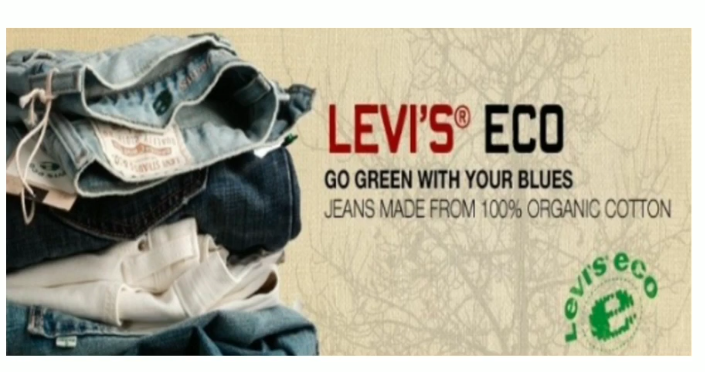 LEVI'S® ECO
GO GREEN WITH YOUR BLUES
JEANS MADE FROM 100% ORGANIC COTTON
Levi's eco
e